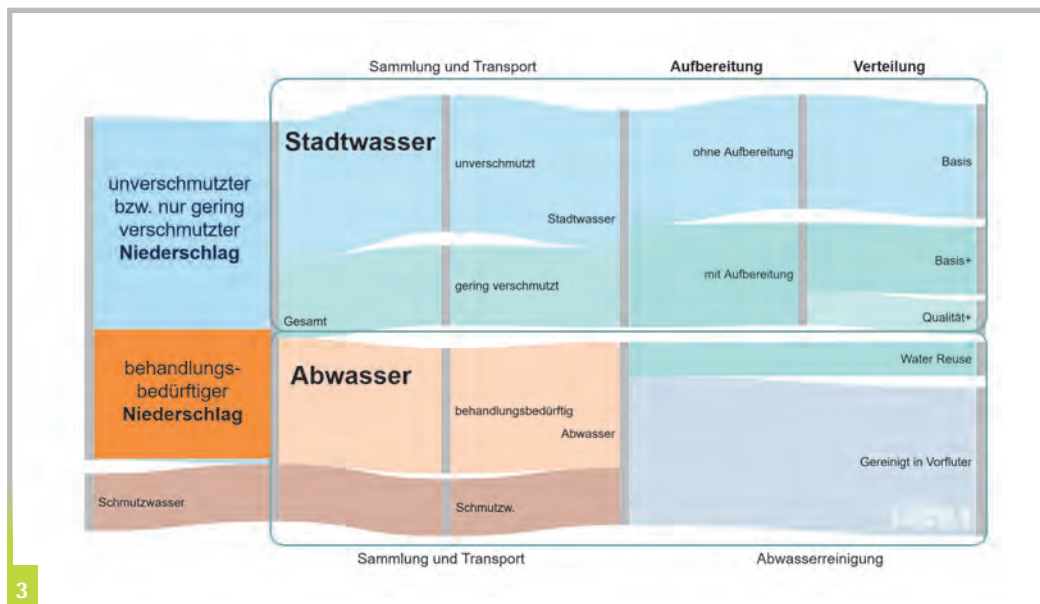 Sammlung und Transport
Aufbereitung
Verteilung
Stadtwasser
unverschmutzter
bzw. nur gering
verschmutzter
Niederschlag
unverschmutzt
ohne Aufbereitung
Basis
Stadtwasser
gering verschmutzt
mit Aufbereitung
Basis+
Gesamt
Qualität+
behandlungs-
bedürftiger
Niederschlag
Abwasser
behandlungsbedürftig
Abwasser
Water Reuse
Gereinigt in Vorfluter
Schmutzwasser
Schmutzw.
Sammlung und Transport
Abwasserreinigung
3